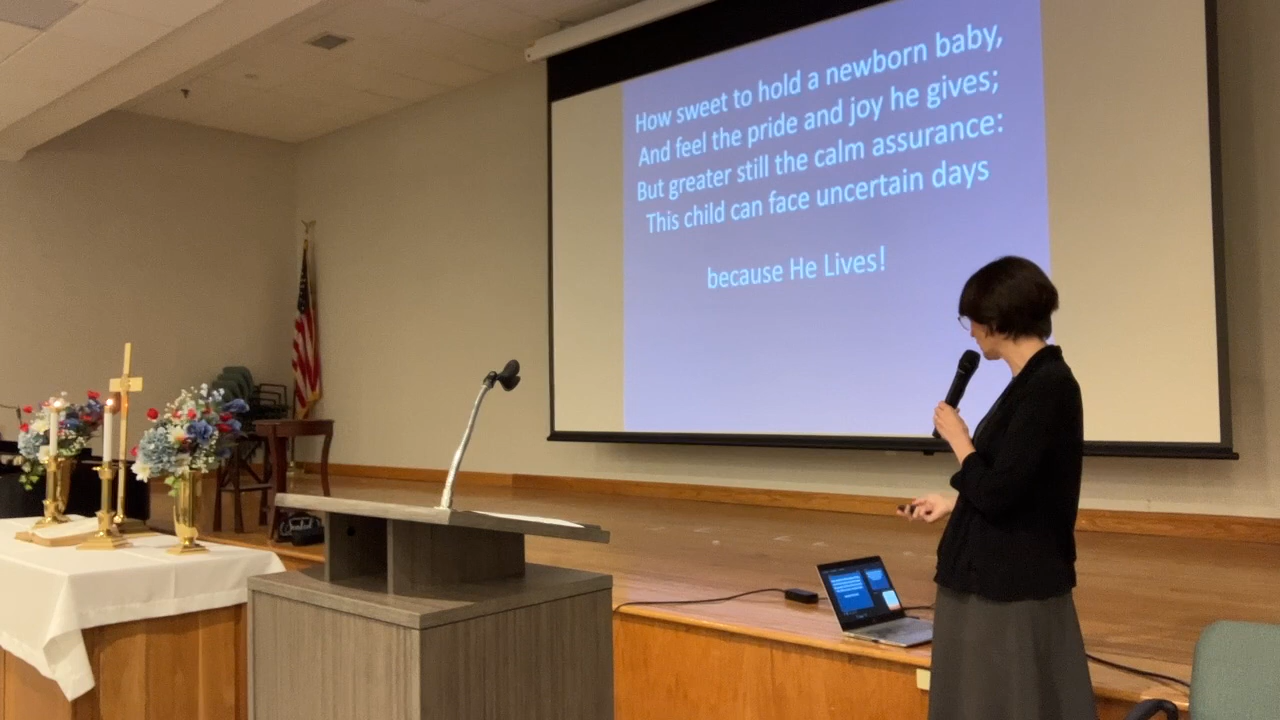 How sweet to hold a newborn baby,
And feel the pride and joy he gives;
But greater still the calm assurance:
This child can face uncertain days
because He Lives!